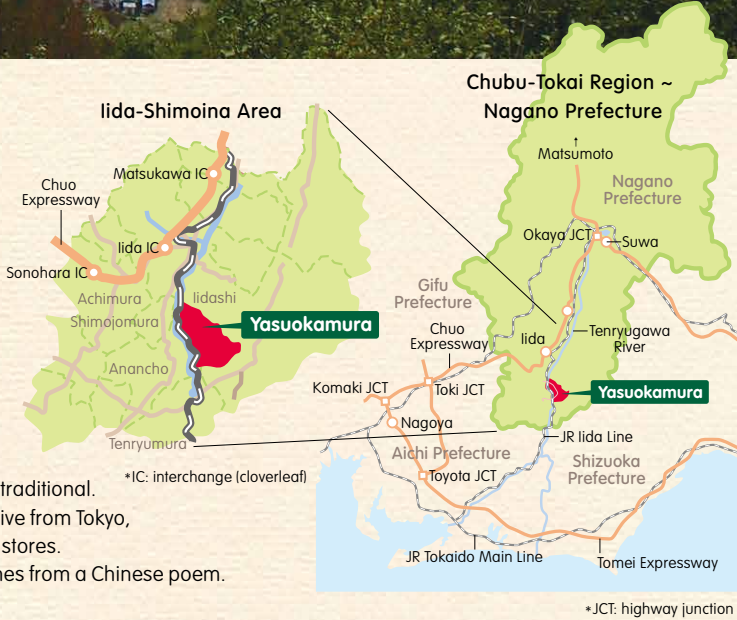 Iida-Shimoina Area
Matsukawa IC
Chuo
Expressway
Iida IC
Sonohara IC
Achimura
Iidashi
Shimojomura
Yasuokamura
Anancho
Tenryumura
*IC: interchange (cloverleaf)
traditional.
ive from Tokyo,
stores.
nes from a Chinese poem.
Chubu-Tokai Region ~
Nagano Prefecture
↑
Matsumoto
Nagano
Prefecture
Okaya JCT
Suwa
Gifu
Prefecture
Chuo
Expressway
Iida
Tenryugawa
River
Komaki JCT
Toki JCT
Yasuokamura
Nagoya
JR Iida Line
Aichi Prefecture
Shizuoka
Prefecture
Toyota JCT
JR Tokaido Main Line
Tomei Expressway
*JCT: highway junction